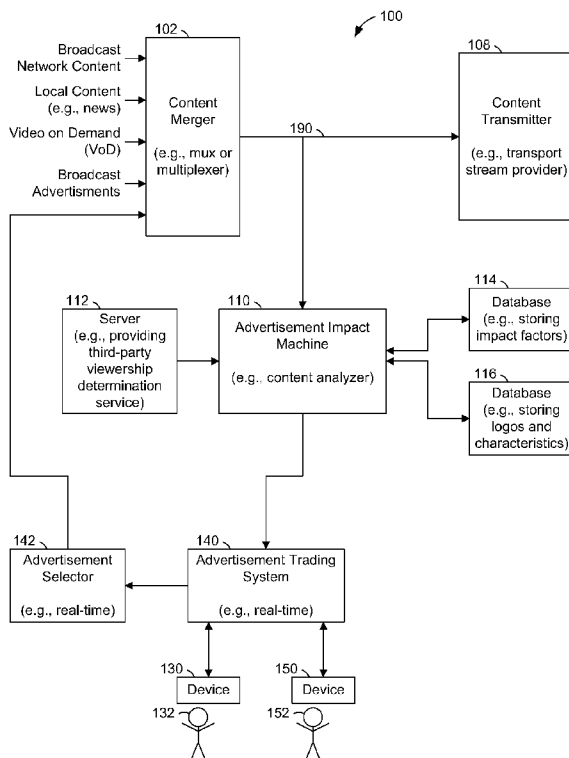 100
Broadcast
Network Content
Local Content
(e.g., news)
Video on Demand
(VoD)
Broadcast
Advertisments
102
Content
Merger
(e.g., mux or
multiplexer)
190
108
Content
Transmitter
(e.g., transport
stream provider)
112
Server
(e.g., providing
third-party
viewership
determination
service)
110
Advertisement Impact
Machine
(e.g., content analyzer)
114
Database
(e.g., storing
impact factors)
116
Database
(e.g., storing
logos and
characteristics)
142
Advertisement
Selector
(e.g., real-time)
140
Advertisement Trading
System
(e.g., real-time)
130
Device
132
150
Device
152